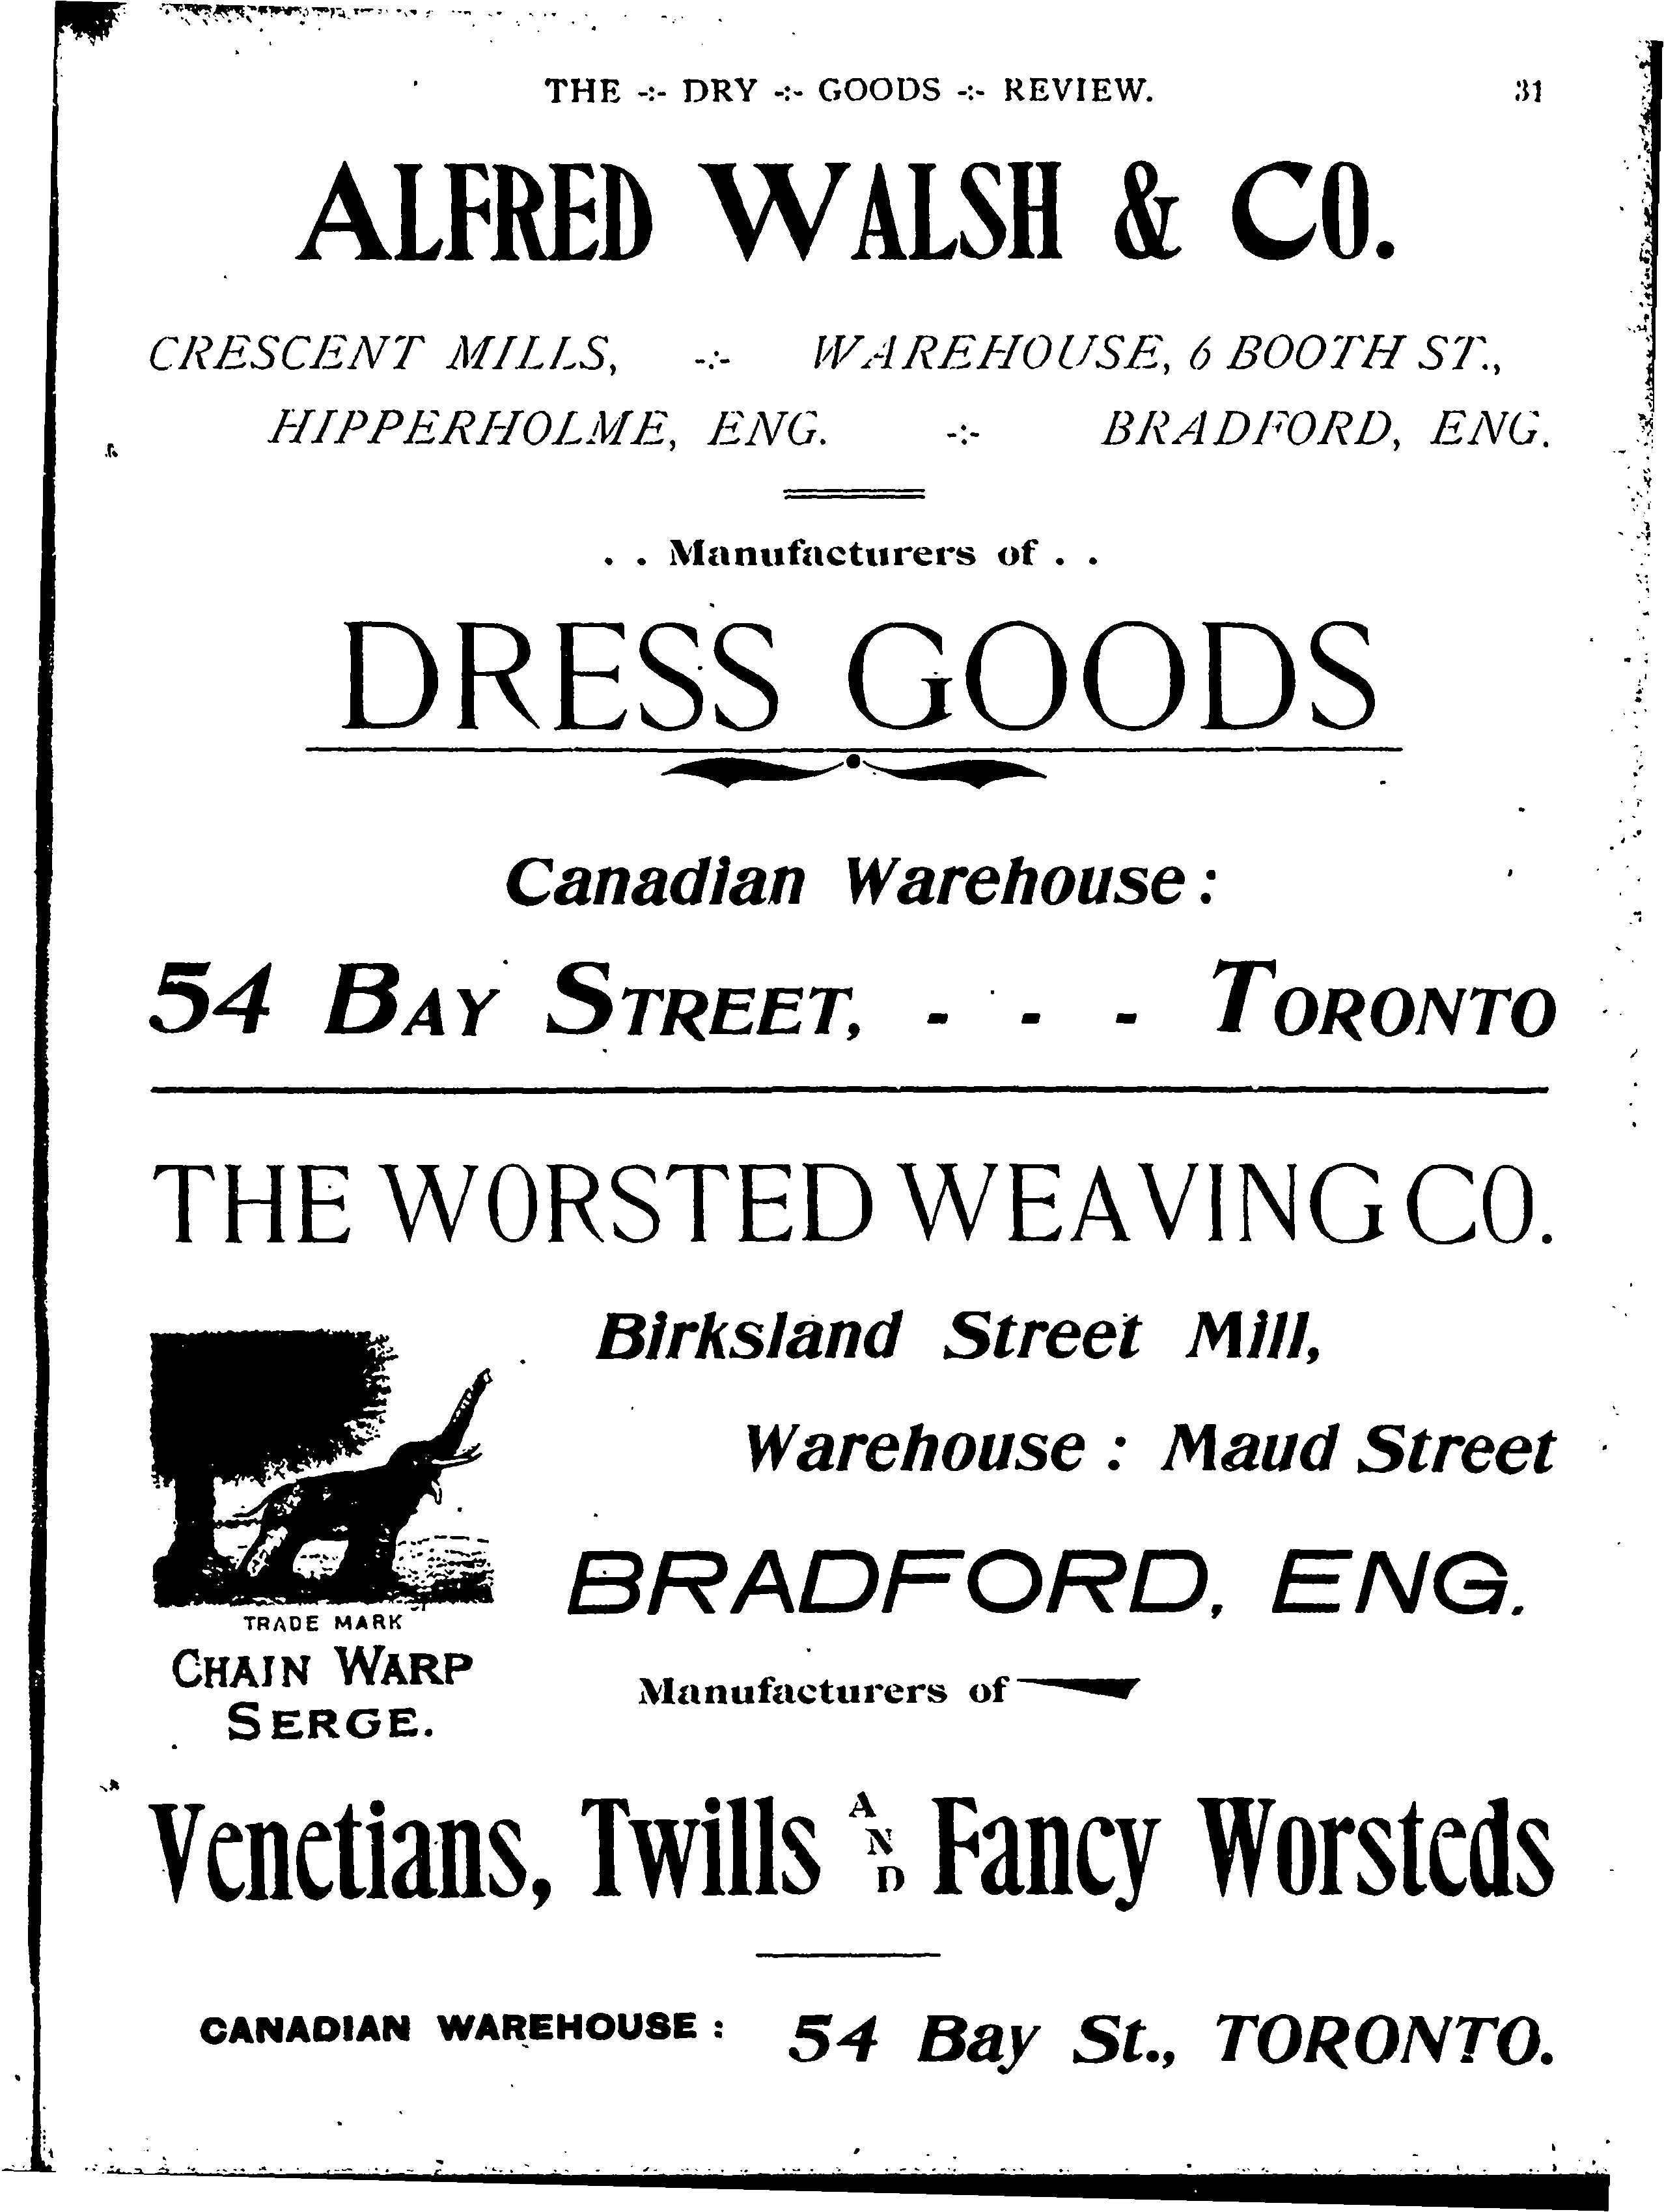 THE -:- DRY -:- GOODS -:- REVIEW. 31
ALFRED WALSH & CO.
CRESCENT MILLS, -:- WAREHOUSE, 6 BOOTH ST.,
HIPPERHOLME, ENG. -:- BRADFORD, ENG.
. . Manufacturers of . .
DRESS GOODS
Canadian Warehouse:
54 BAY STREET, - - - TORONTO
THE WORSTED WEAVING CO.
Birksland Street Mill,
Warehouse : Maud Street
BRADFORD, ENG.
TRADE MARK
CHAIN WARP
SERGE.
Manufacturers of
Venetians, Twills AND Fancy Worsteds
CANADIAN WAREHOUSE : 54 Bay St., TORONTO.